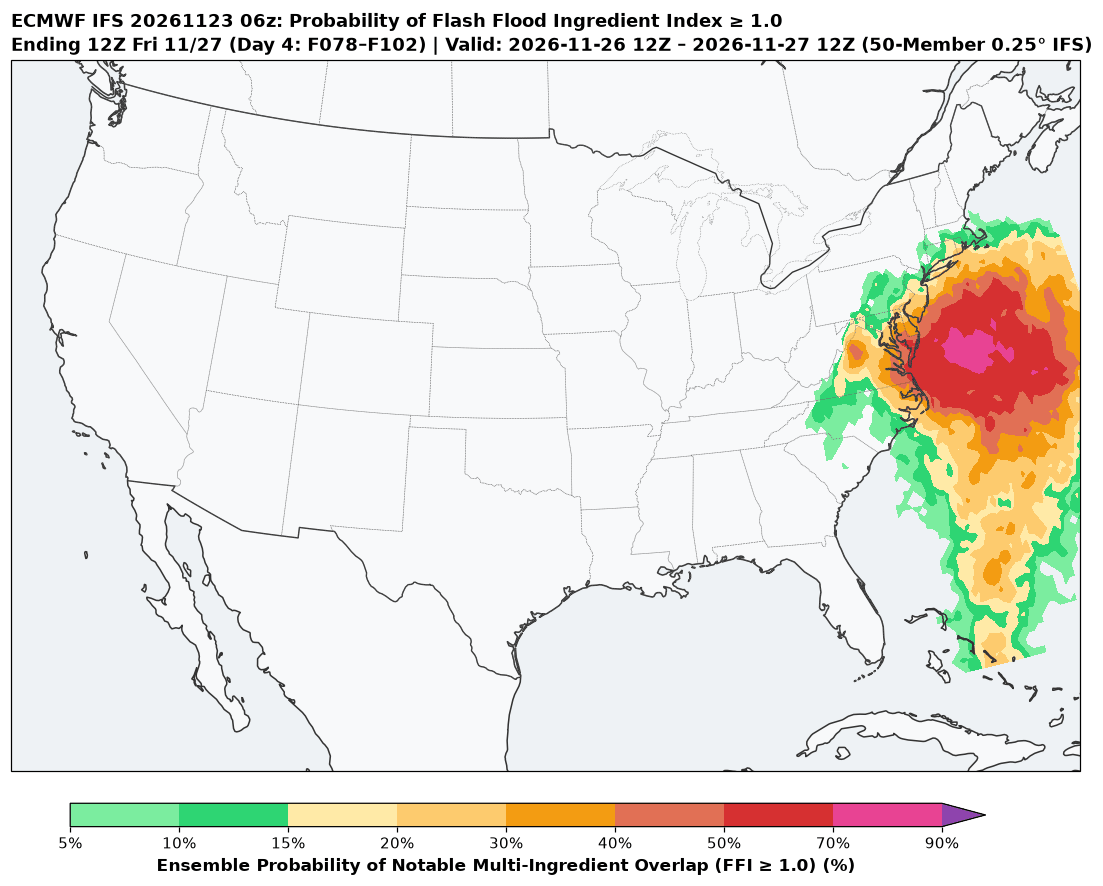 ECMWF IFS 20261123 06z: Probability of Flash Flood Ingredient Index ≥ 1.0
Ending 12Z Fri 11/27 (Day 4: F078–F102) | Valid: 2026-11-26 12Z – 2026-11-27 12Z (50-Member 0.25° IFS)
5% 10% 15% 20% 30% 40% 50% 70% 90%
Ensemble Probability of Notable Multi-Ingredient Overlap (FFI ≥ 1.0) (%)